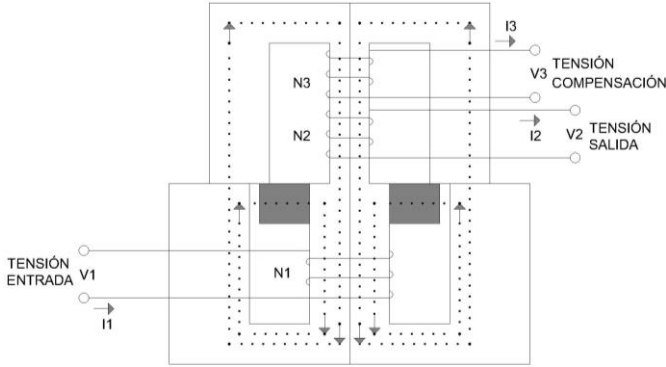 I3
V3 TENSIÓN
COMPENSACIÓN
N3
N2
I2
V2 TENSIÓN
SALIDA
TENSIÓN
ENTRADA V1
N1
I1